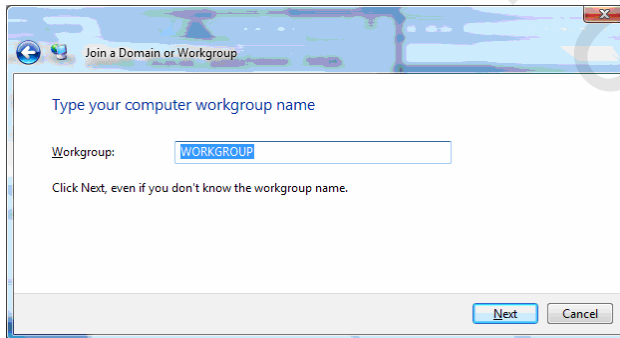 Join a Domain or Workgroup
Type your computer workgroup name
Workgroup: WORKGROUP
Click Next, even if you don't know the workgroup name.
Next Cancel